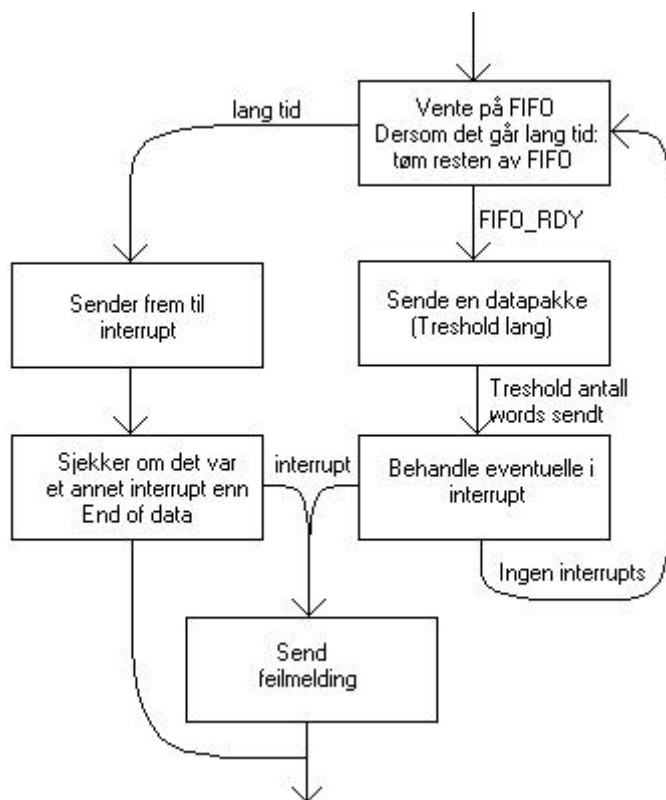 Vente på FIFO
Dersom det går lang tid:
tøm resten av FIFO
lang tid
FIFO_RDY
Sender frem til
interrupt
Sende en datapakke
(Treshold lang)
Treshold antall
words sendt
Sjekker om det var
et annet interrupt enn
End of data
interrupt
Behandle eventuelle i
interrupt
Ingen interrupts
Send
feilmelding